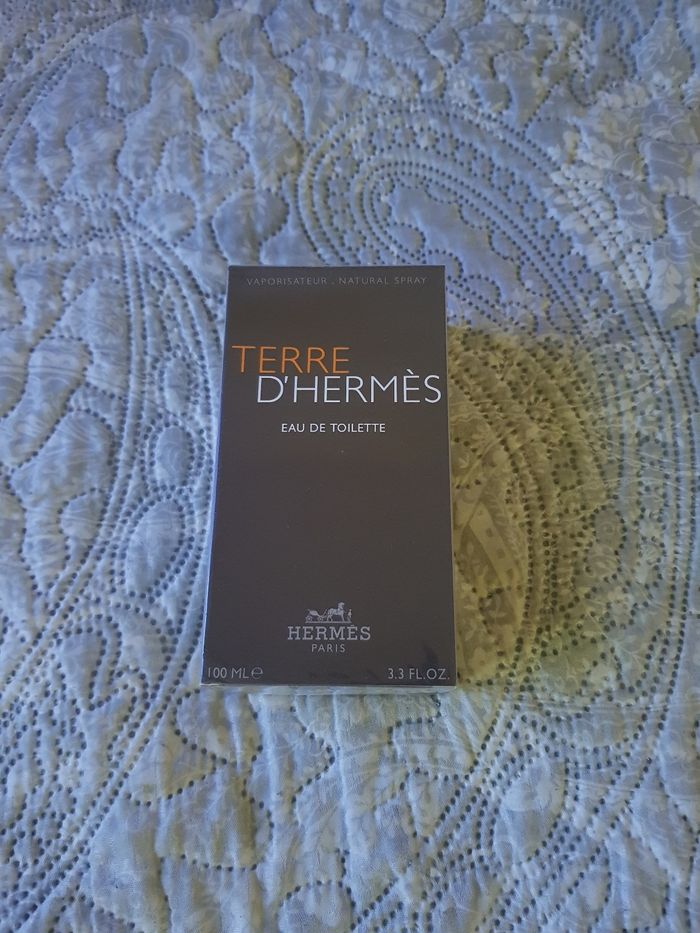 VAPORISATEUR . NATURAL SPRAY
TERRE
D'HERMÈS
EAU DE TOILETTE
HERMÈS
PARIS
100 ML℮ 3.3 FL.OZ.